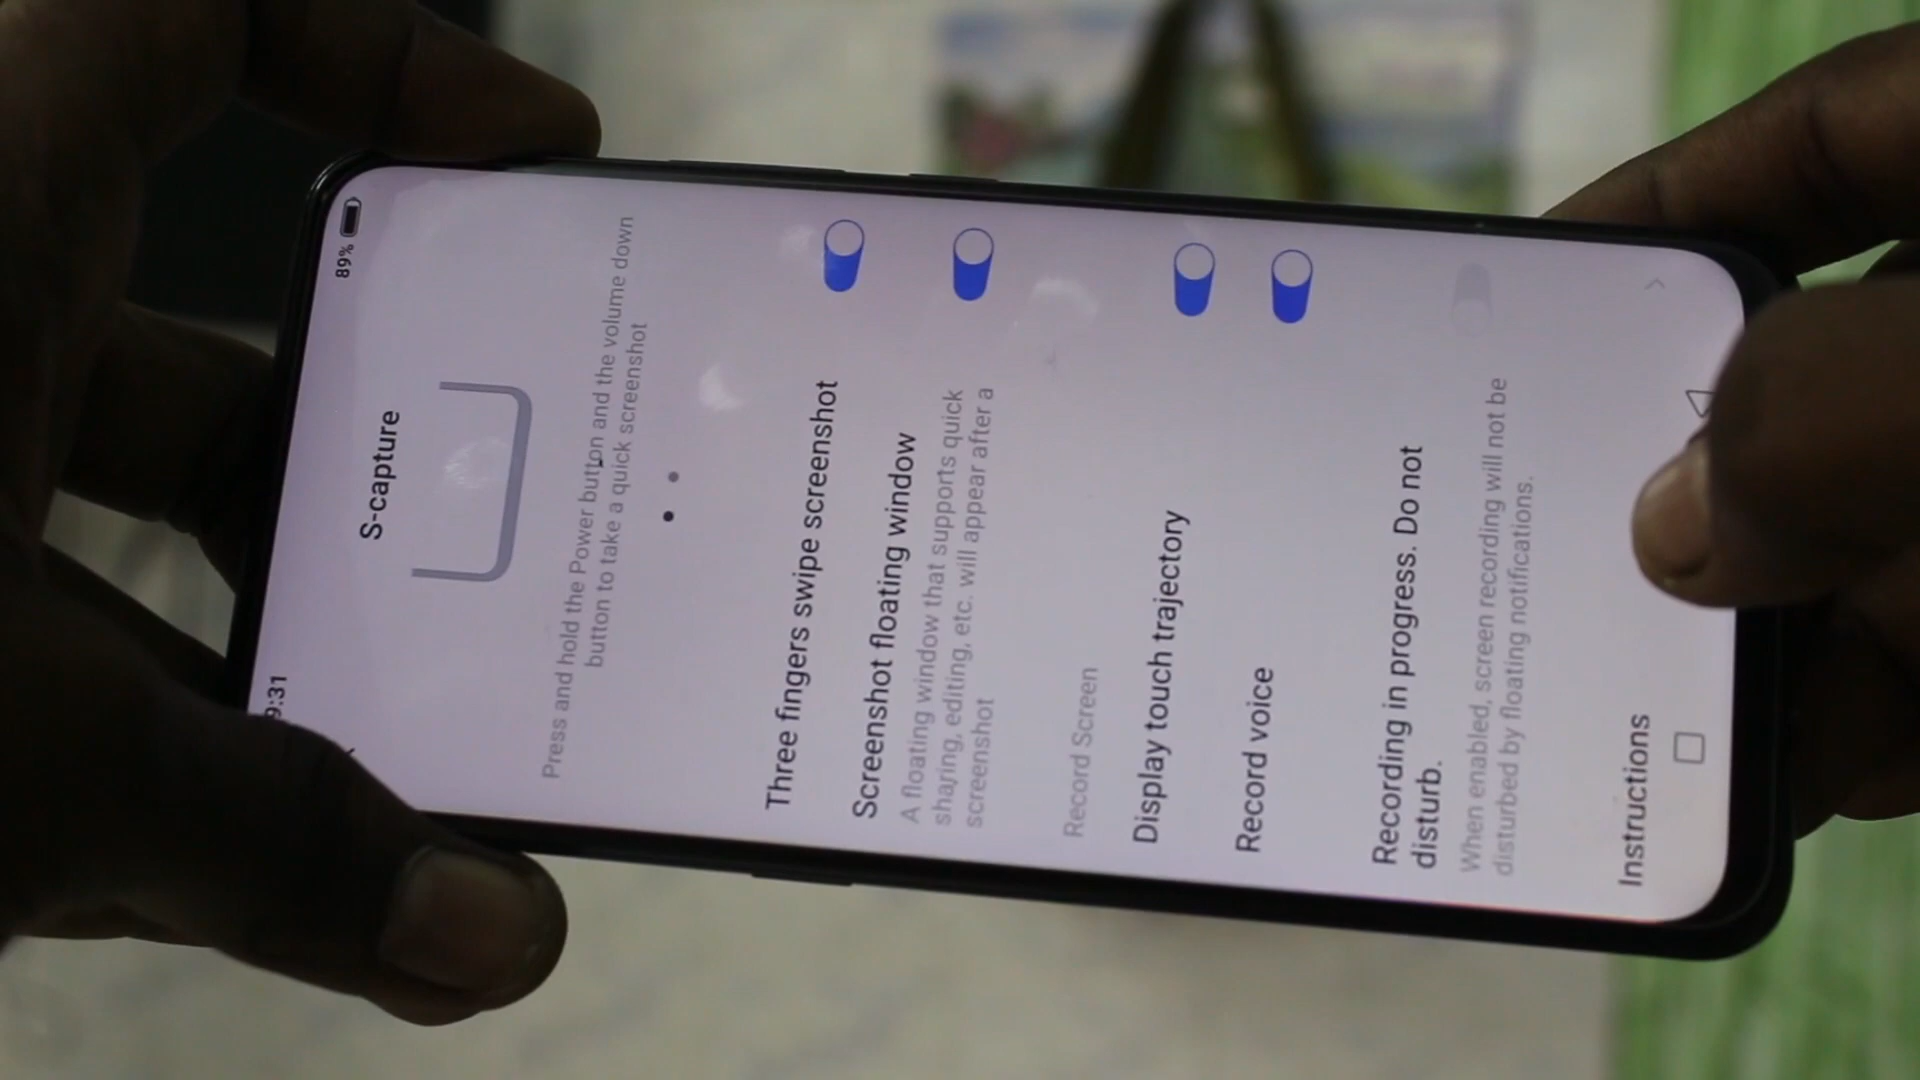 9:31
89%
S-capture
Press and hold the Power button and the volume down
button to take a quick screenshot
Three fingers swipe screenshot
Screenshot floating window
A floating window that supports quick
sharing, editing, etc. will appear after a
screenshot
Record Screen
Display touch trajectory
Record voice
Recording in progress. Do not
disturb.
When enabled, screen recording will not be
disturbed by floating notifications.
Instructions